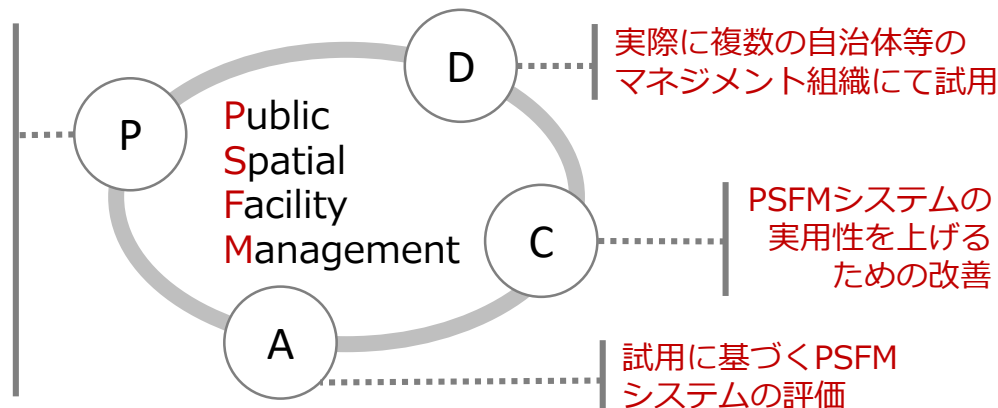 P
D
C
A
Public
Spatial
Facility
Management
実際に複数の自治体等の
マネジメント組織にて試用
PSFMシステムの
実用性を上げる
ための改善
試用に基づくPSFM
システムの評価